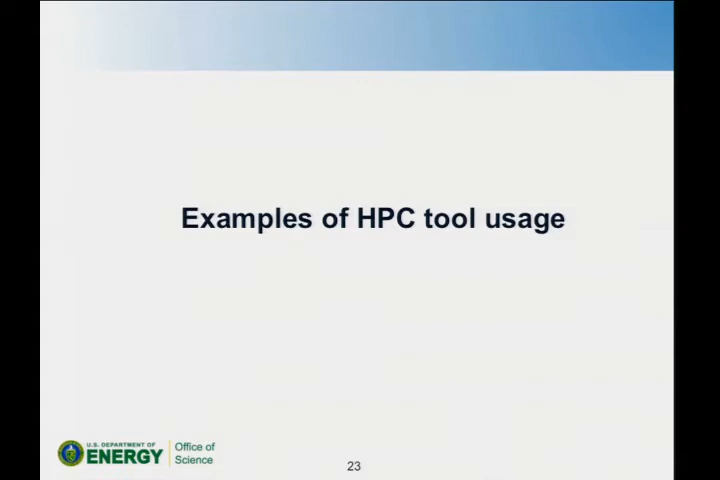 Examples of HPC tool usage
U.S. DEPARTMENT OF
ENERGY
Office of
Science
23